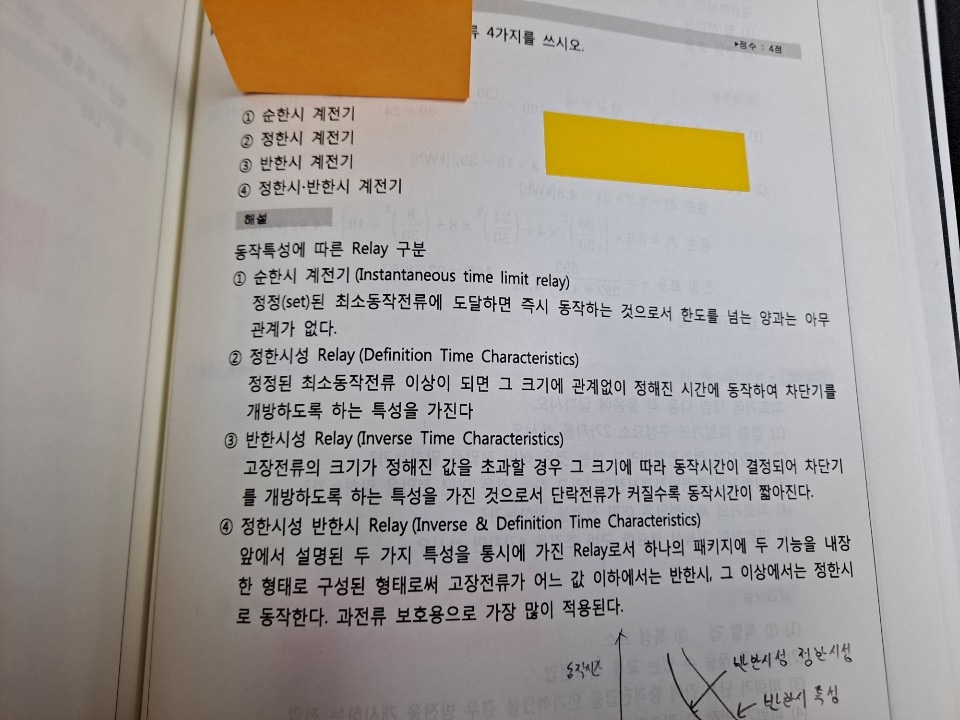 4가지를 쓰시오.
▶점수 : 4점
① 순한시 계전기
② 정한시 계전기
③ 반한시 계전기
④ 정한시·반한시 계전기
해설
동작특성에 따른 Relay 구분
① 순한시 계전기(Instantaneous time limit relay)
정정(set)된 최소동작전류에 도달하면 즉시 동작하는 것으로서 한도를 넘는 양과는 아무
관계가 없다.
② 정한시성 Relay(Definition Time Characteristics)
정정된 최소동작전류 이상이 되면 그 크기에 관계없이 정해진 시간에 동작하여 차단기를
개방하도록 하는 특성을 가진다
③ 반한시성 Relay(Inverse Time Characteristics)
고장전류의 크기가 정해진 값을 초과할 경우 그 크기에 따라 동작시간이 결정되어 차단기
를 개방하도록 하는 특성을 가진 것으로서 단락전류가 커질수록 동작시간이 짧아진다.
④ 정한시성 반한시 Relay(Inverse & Definition Time Characteristics)
앞에서 설명된 두 가지 특성을 통시에 가진 Relay로서 하나의 패키지에 두 기능을 내장
한 형태로 구성된 형태로써 고장전류가 어느 값 이하에서는 반한시, 그 이상에서는 정한시
로 동작한다. 과전류 보호용으로 가장 많이 적용된다.
반한시성 정한시성
반한시 특성